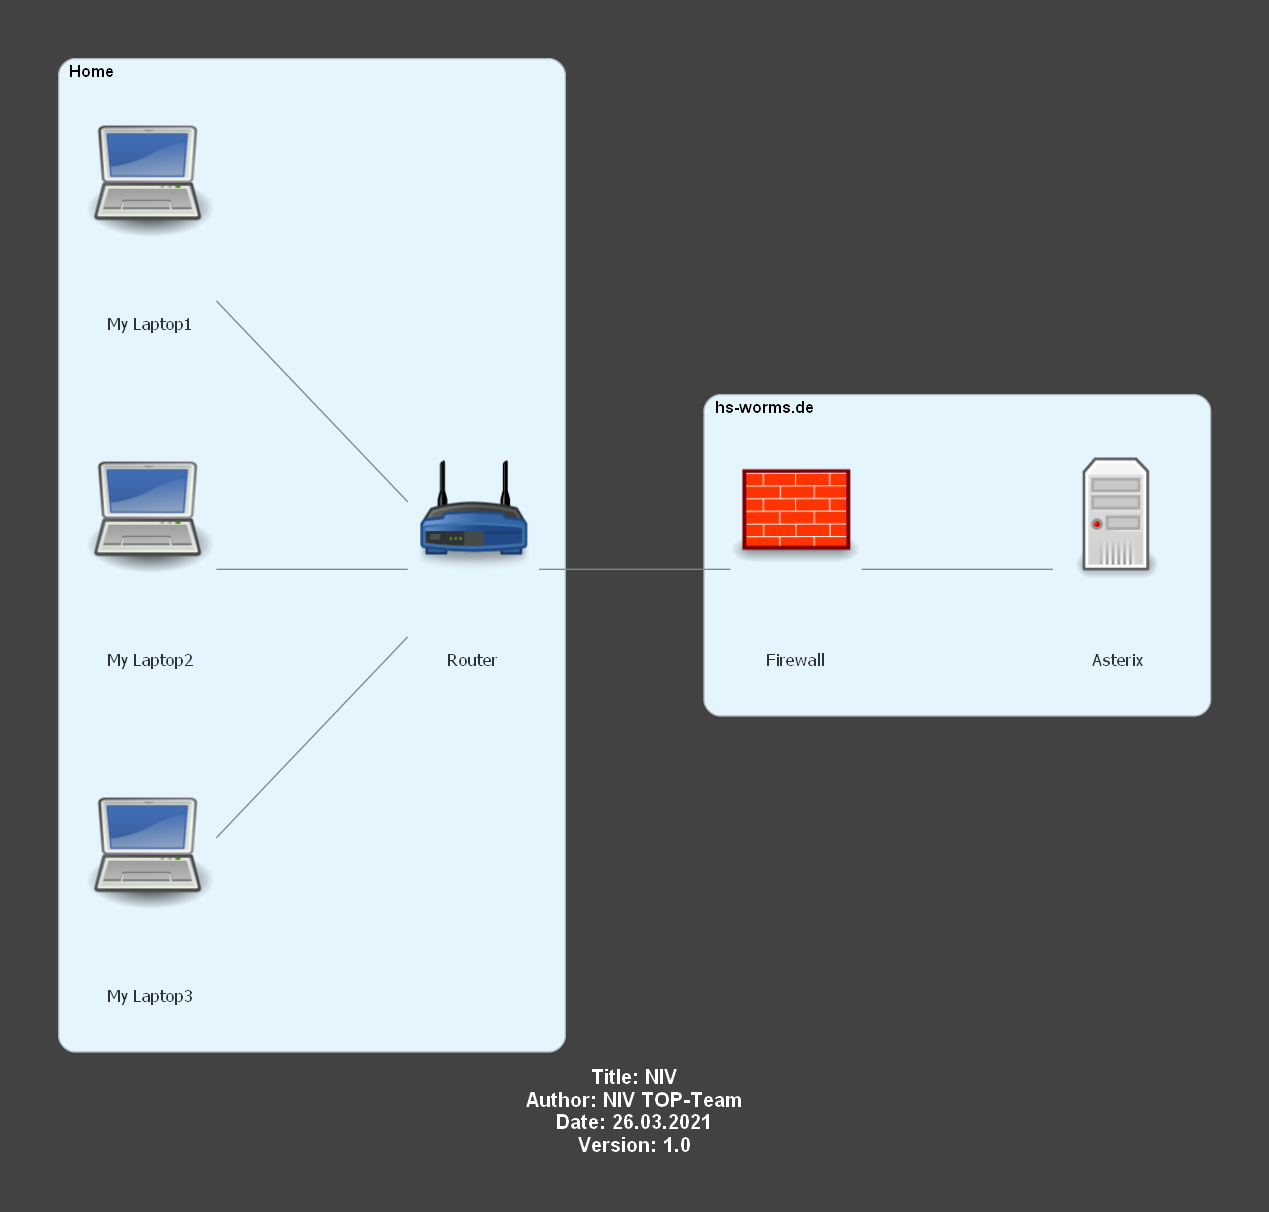 Home
My Laptop1
hs-worms.de
My Laptop2
Router
Firewall
Asterix
My Laptop3
Title: NIV
Author: NIV TOP-Team
Date: 26.03.2021
Version: 1.0